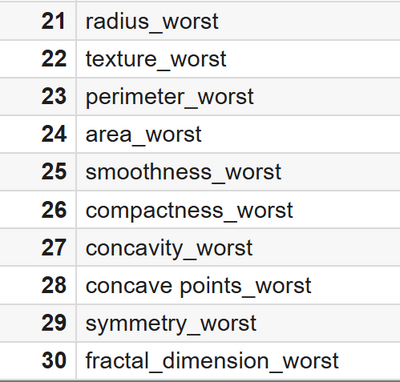 21 radius_worst
22 texture_worst
23 perimeter_worst
24 area_worst
25 smoothness_worst
26 compactness_worst
27 concavity_worst
28 concave points_worst
29 symmetry_worst
30 fractal_dimension_worst